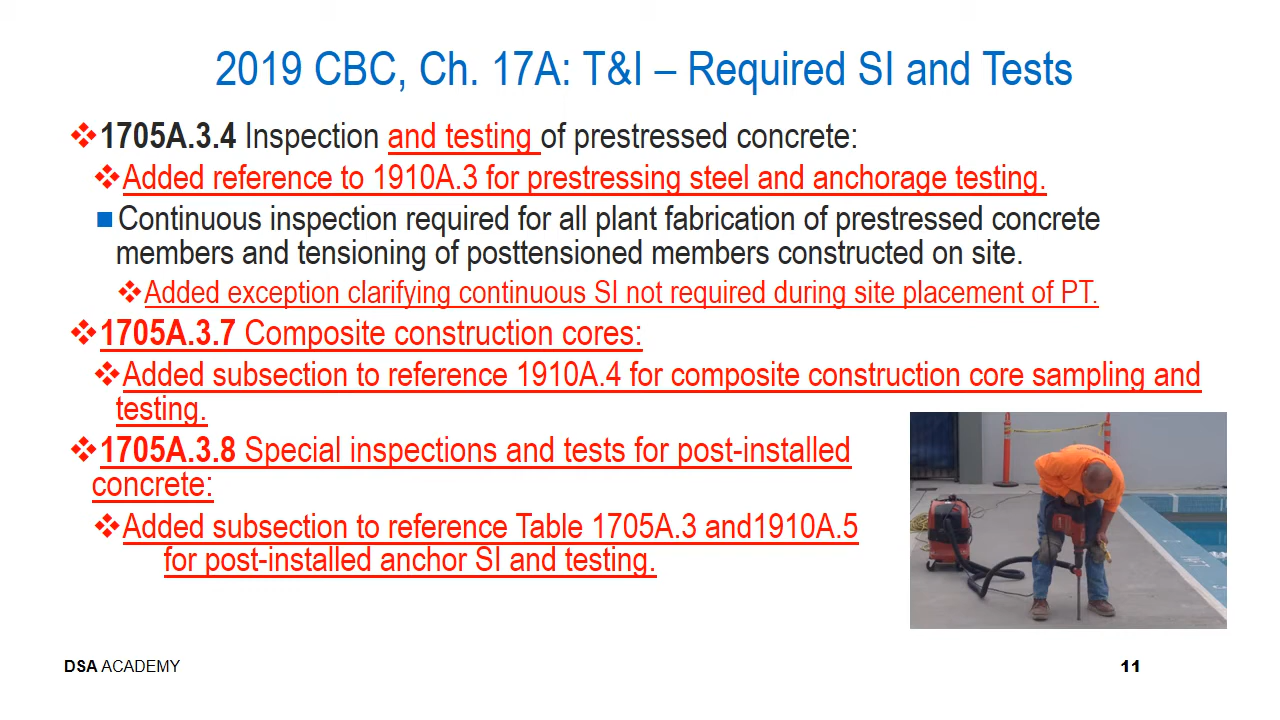 2019 CBC, Ch. 17A: T&I – Required SI and Tests
❖1705A.3.4 Inspection and testing of prestressed concrete:
❖Added reference to 1910A.3 for prestressing steel and anchorage testing.
■Continuous inspection required for all plant fabrication of prestressed concrete
members and tensioning of posttensioned members constructed on site.
❖Added exception clarifying continuous SI not required during site placement of PT.
❖1705A.3.7 Composite construction cores:
❖Added subsection to reference 1910A.4 for composite construction core sampling and
testing.
❖1705A.3.8 Special inspections and tests for post-installed
concrete:
❖Added subsection to reference Table 1705A.3 and1910A.5
for post-installed anchor SI and testing.
DSA ACADEMY
11